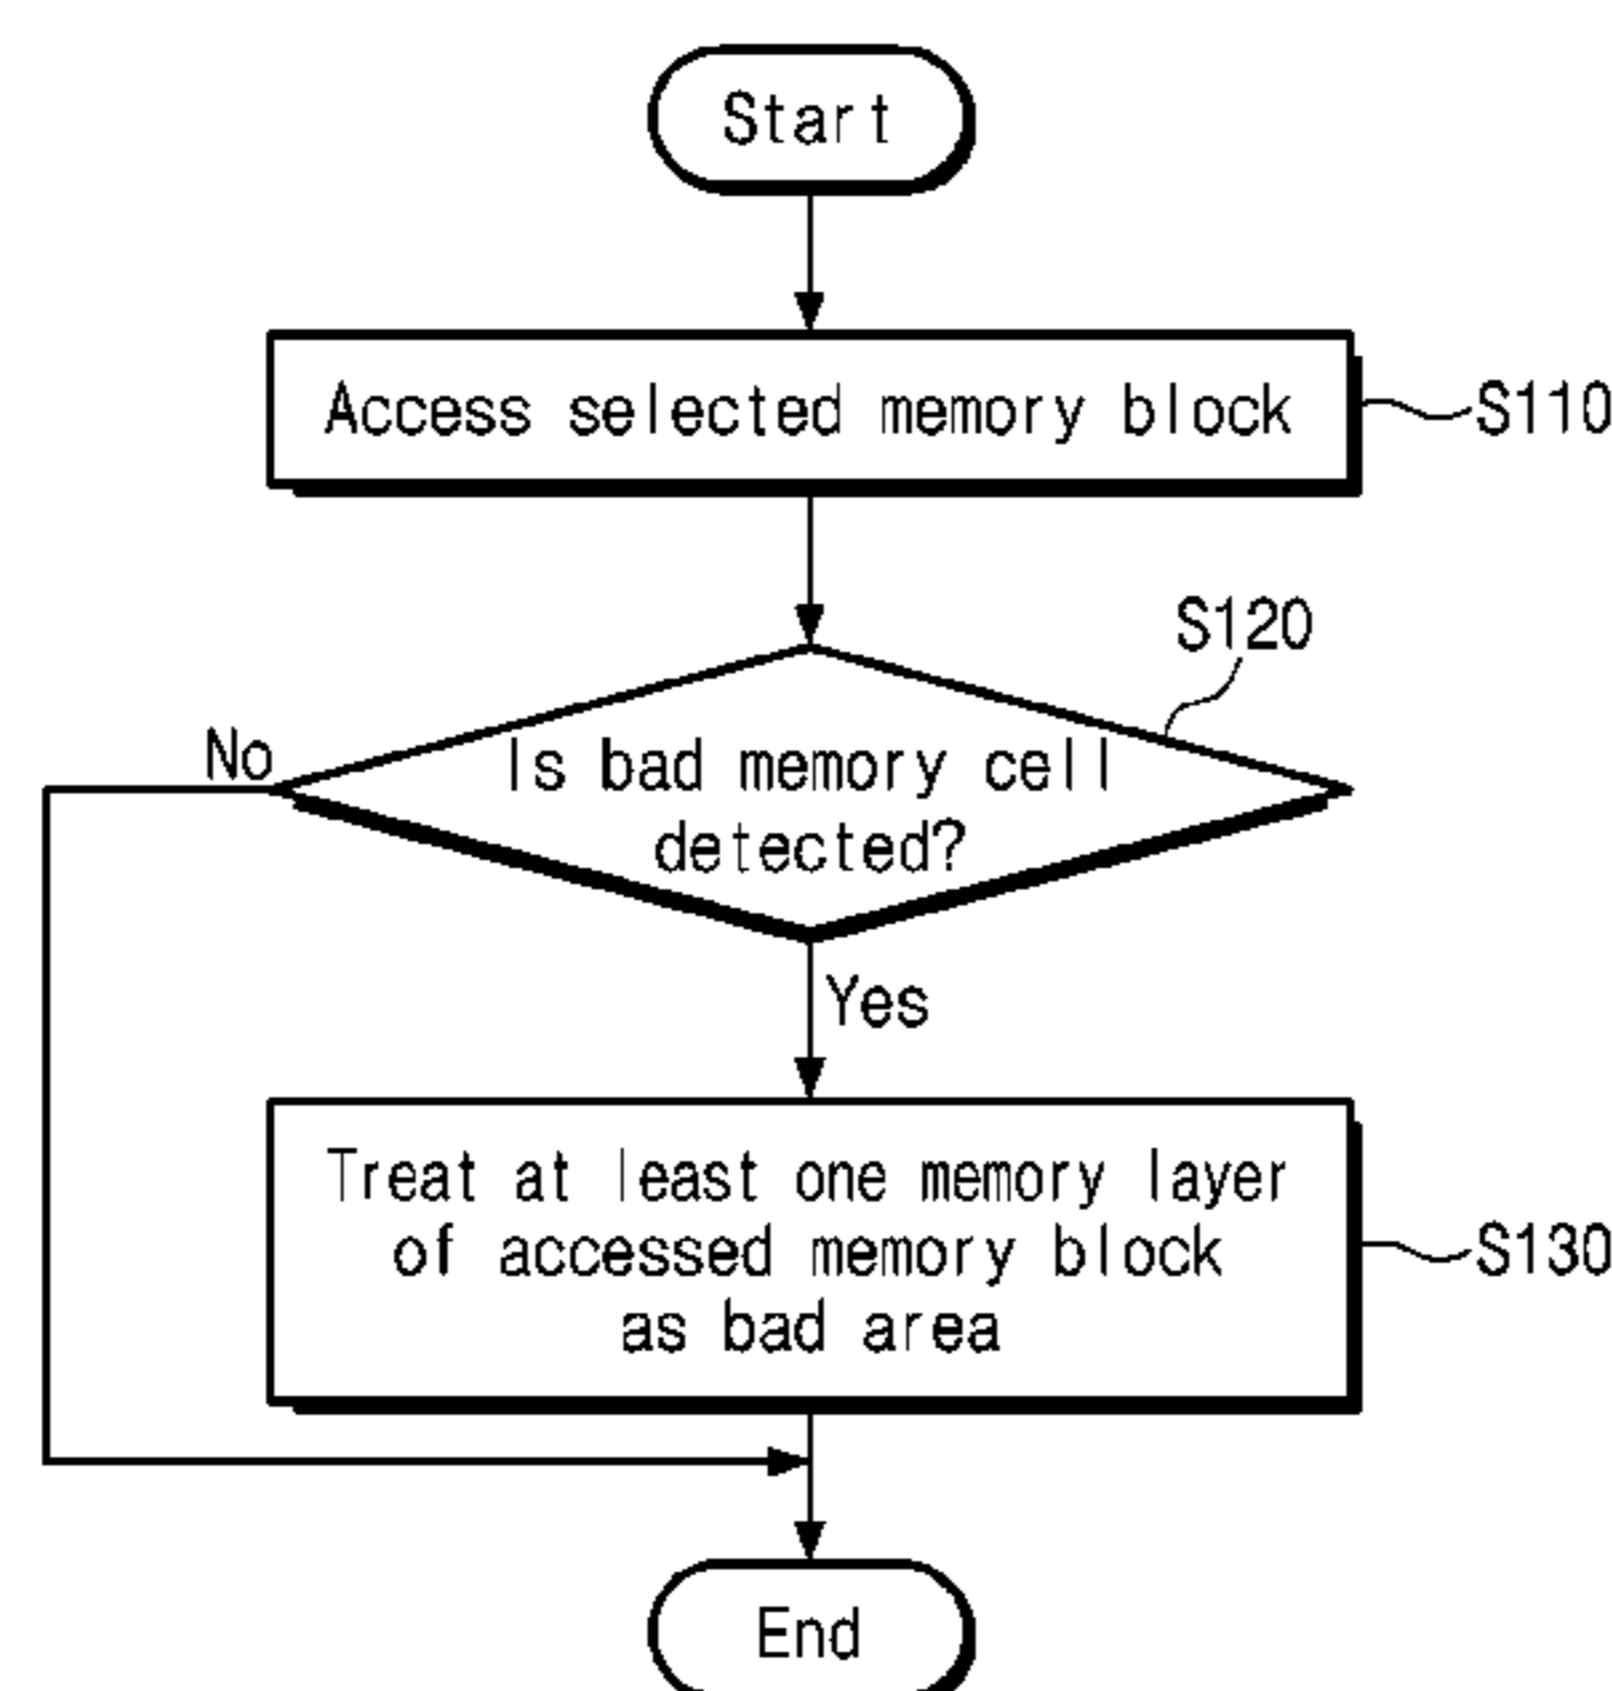 Start
Access selected memory block
S110
S120
No
Is bad memory cell
detected?
Yes
Treat at least one memory layer
of accessed memory block
as bad area
S130
End